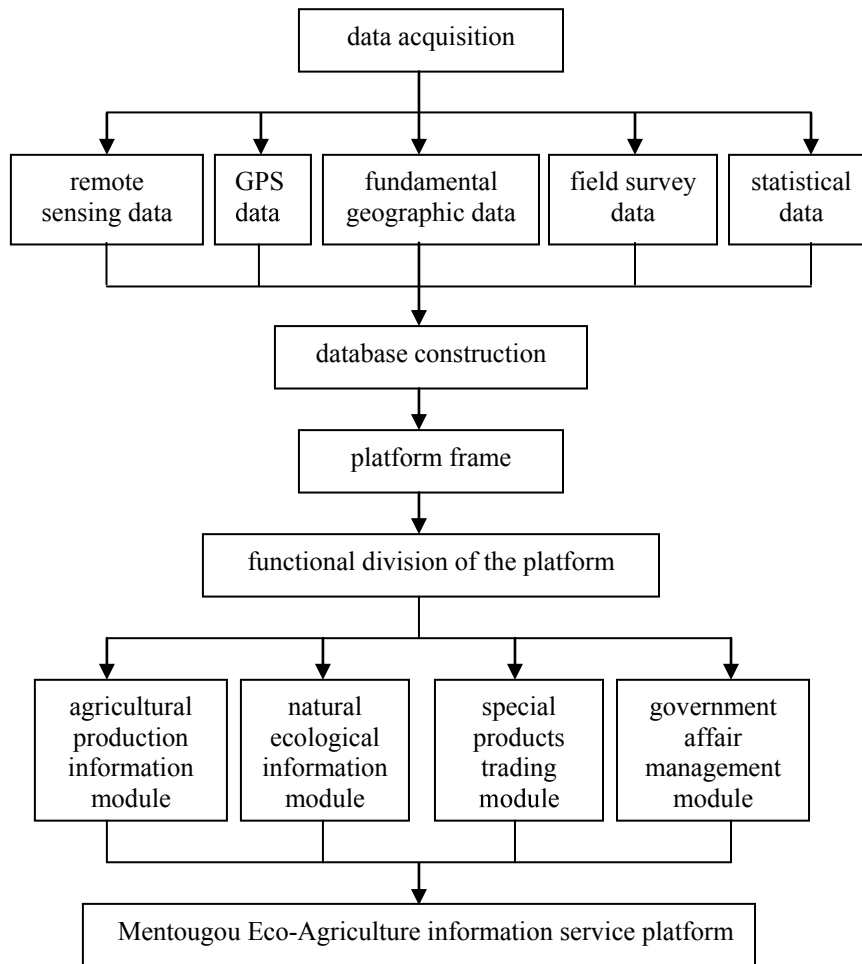 data acquisition
remote
sensing data
GPS
data
fundamental
geographic data
field survey
data
statistical
data
database construction
platform frame
functional division of the platform
agricultural
production
information
module
natural
ecological
information
module
special
products
trading
module
government
affair
management
module
Mentougou Eco-Agriculture information service platform